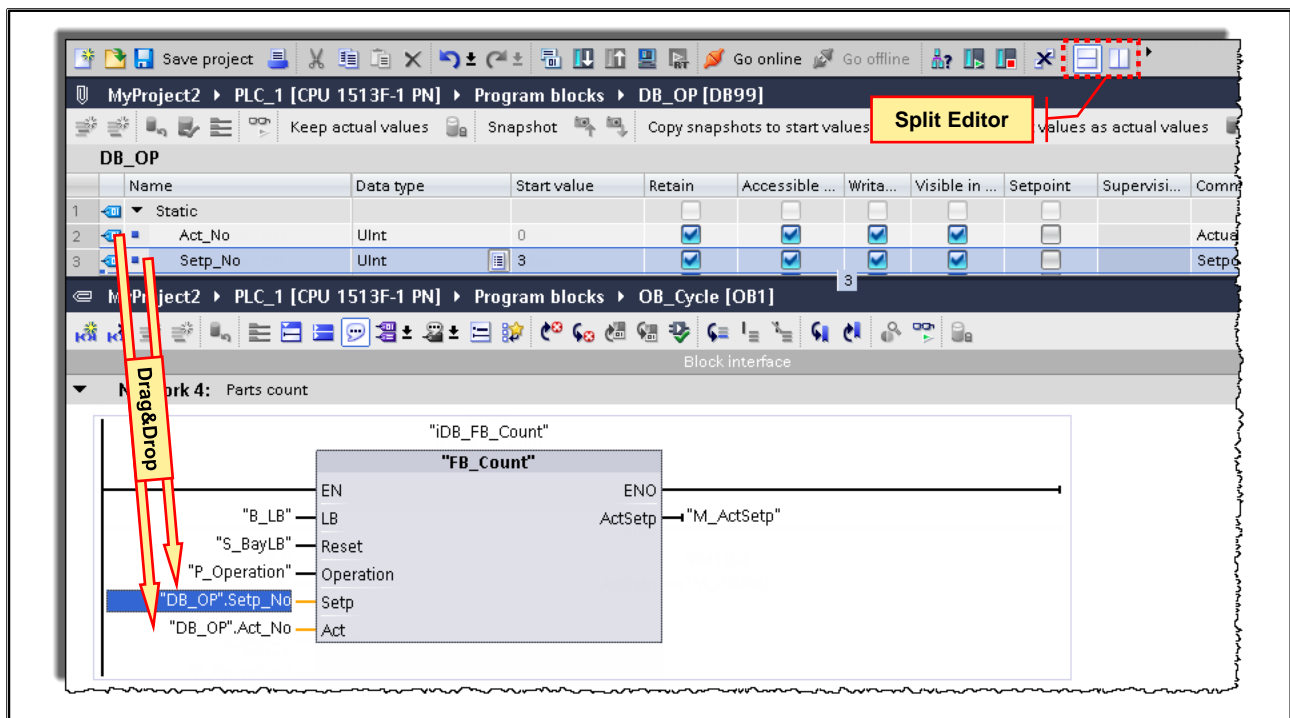 Save project Go online Go offline
MyProject2 ▸ PLC_1 [CPU 1513F-1 PN] ▸ Program blocks ▸ DB_OP [DB99]
Split Editor
Keep actual values Snapshot Copy snapshots to start values values as actual values
DB_OP
Name Data type Start value Retain Accessible ... Writa... Visible in ... Setpoint Supervisi...
1 Static
2 Act_No UInt 0
3 Setp_No UInt 3
3
MyProject2 ▸ PLC_1 [CPU 1513F-1 PN] ▸ Program blocks ▸ OB_Cycle [OB1]
Block interface
Drag&Drop
4: Parts count
"iDB_FB_Count"
"FB_Count"
EN ENO
"B_LB" LB ActSetp "M_ActSetp"
"S_BayLB" Reset
"P_Operation" Operation
"DB_OP".Setp_No Setp
"DB_OP".Act_No Act